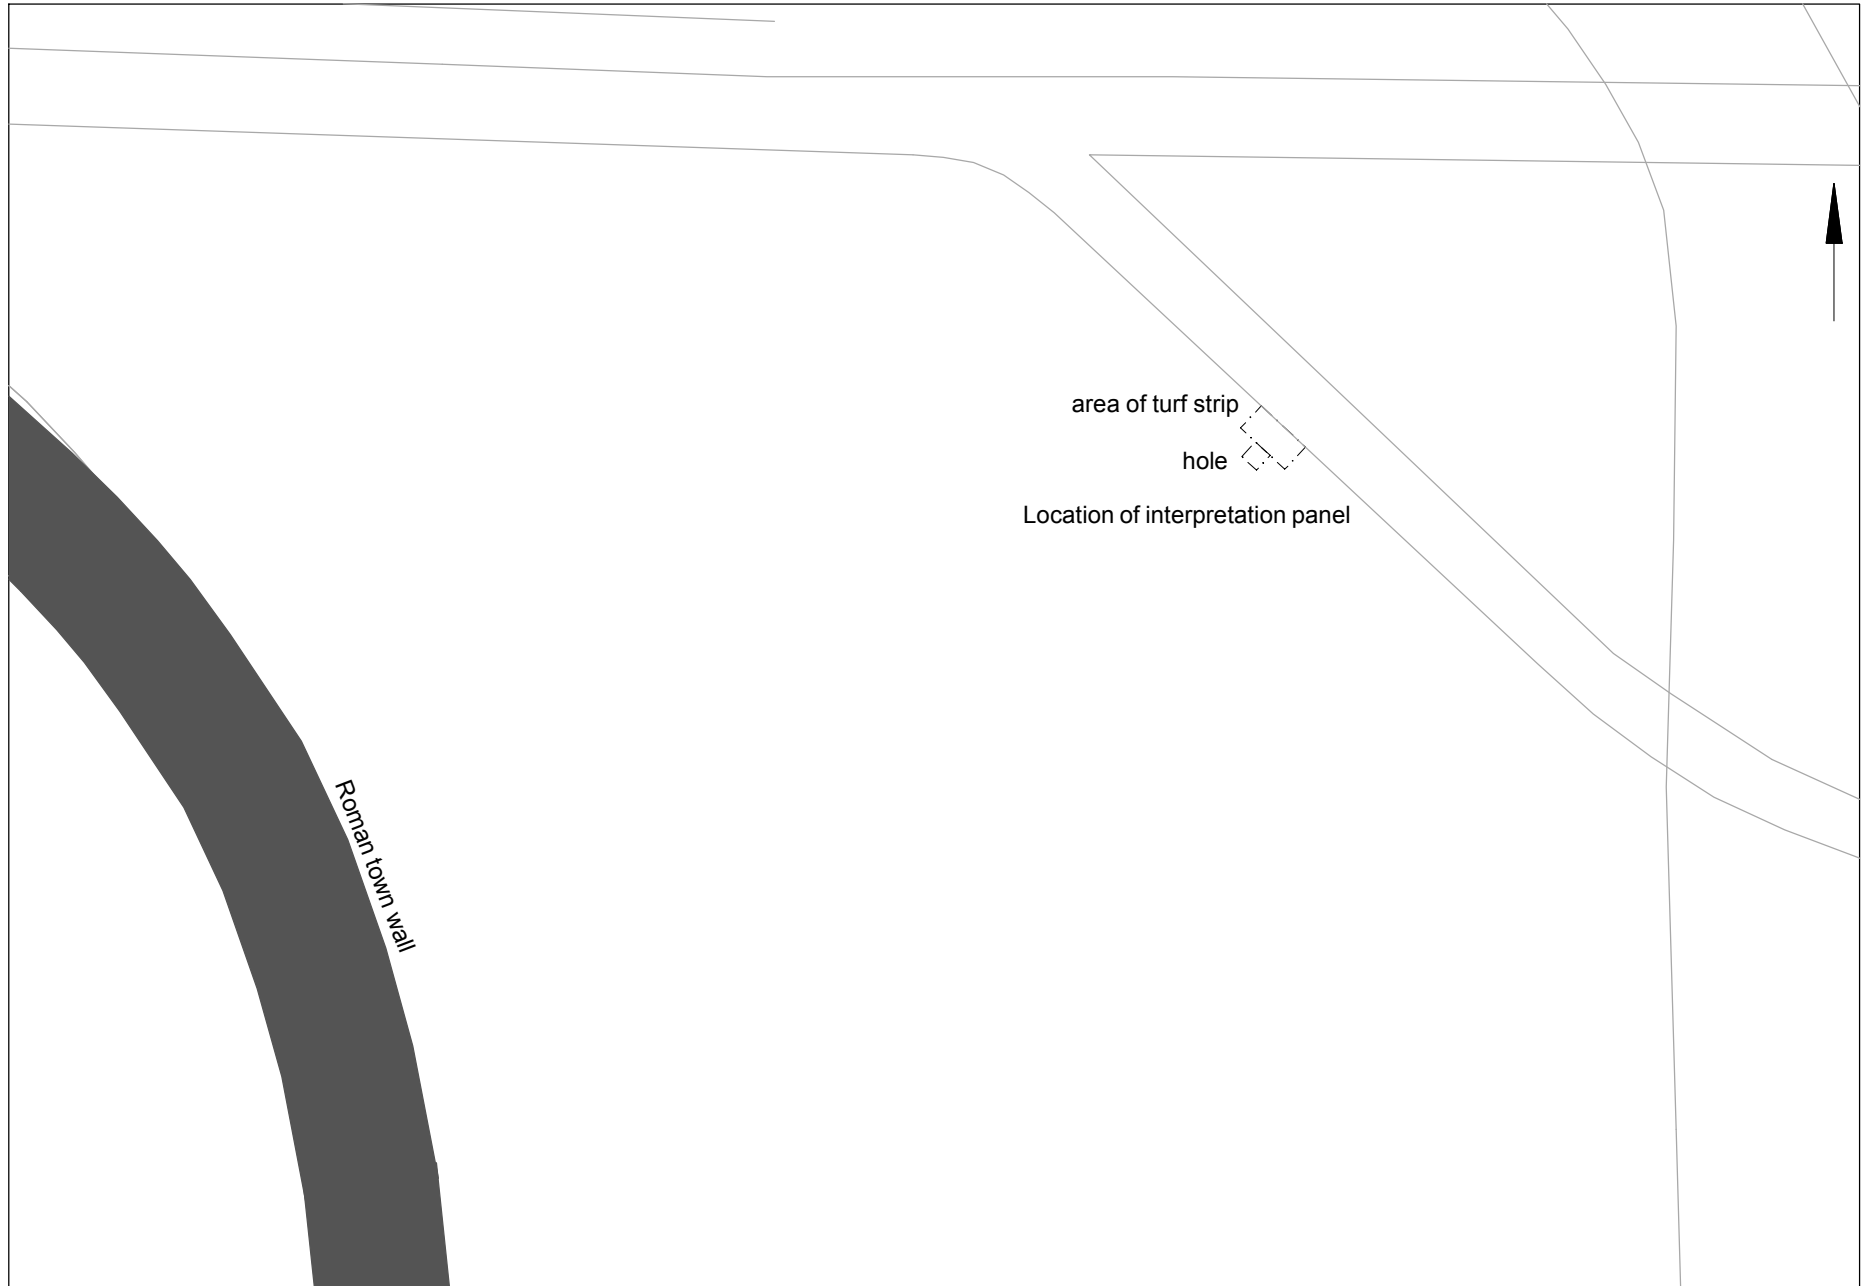 area of turf strip
hole
Location of interpretation panel
Roman town wall